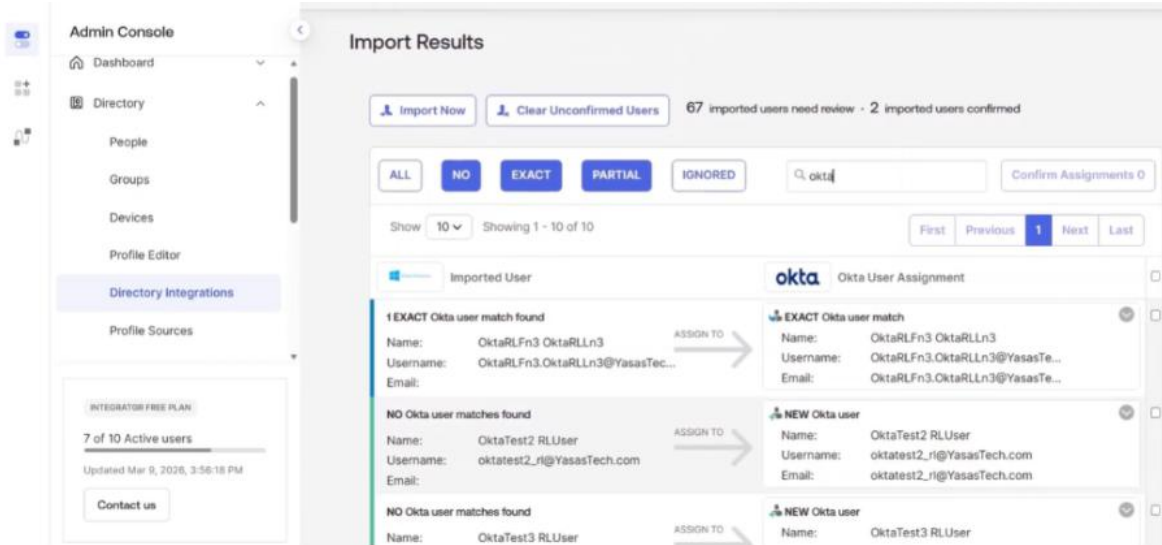 Admin Console
Dashboard
Directory
People
Groups
Devices
Profile Editor
Directory Integrations
Profile Sources
INTEGRATOR FREE PLAN
7 of 10 Active users
Updated Mar 9, 2026, 3:56:18 PM
Contact us
Import Results
Import Now
Clear Unconfirmed Users
67 imported users need review · 2 imported users confirmed
ALL NO EXACT PARTIAL IGNORED
okta
Confirm Assignments 0
Show 10 Showing 1 - 10 of 10
First Previous 1 Next Last
Imported User
okta Okta User Assignment
1 EXACT Okta user match found
Name: OktaRLFn3 OktaRLLn3
Username: OktaRLFn3.OktaRLLn3@YasasTec...
Email:
ASSIGN TO
EXACT Okta user match
Name: OktaRLFn3 OktaRLLn3
Username: OktaRLFn3.OktaRLLn3@YasasTe...
Email: OktaRLFn3.OktaRLLn3@YasasTe...
NO Okta user matches found
Name: OktaTest2 RLUser
Username: oktatest2_rl@YasasTech.com
Email:
ASSIGN TO
NEW Okta user
Name: OktaTest2 RLUser
Username: oktatest2_rl@YasasTech.com
Email: oktatest2_rl@YasasTech.com
NO Okta user matches found
Name: OktaTest3 RLUser
ASSIGN TO
NEW Okta user
Name: OktaTest3 RLUser